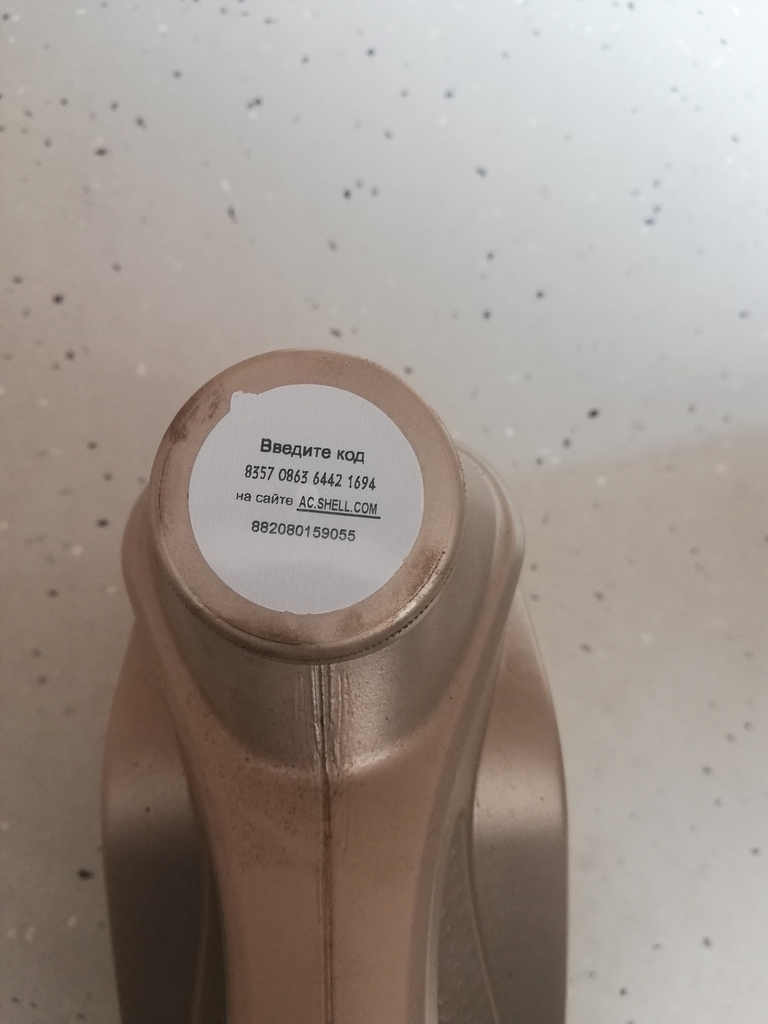 Введите код
8357 0863 6442 1694
на сайте AC.SHELL.COM
882080159055